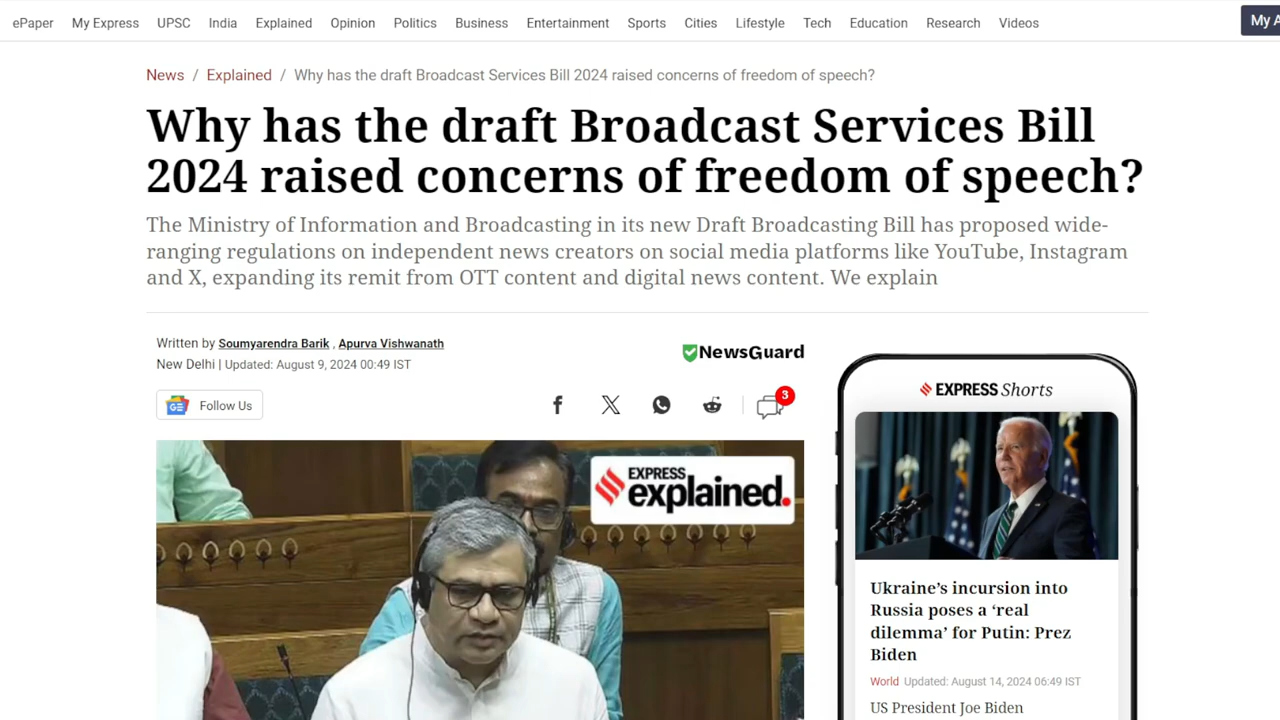 ePaper My Express UPSC India Explained Opinion Politics Business Entertainment Sports Cities Lifestyle Tech Education Research Videos
My A
News / Explained / Why has the draft Broadcast Services Bill 2024 raised concerns of freedom of speech?
Why has the draft Broadcast Services Bill
2024 raised concerns of freedom of speech?
The Ministry of Information and Broadcasting in its new Draft Broadcasting Bill has proposed wide-
ranging regulations on independent news creators on social media platforms like YouTube, Instagram
and X, expanding its remit from OTT content and digital news content. We explain
Written by Soumyarendra Barik , Apurva Vishwanath
New Delhi | Updated: August 9, 2024 00:49 IST
NewsGuard
GE Follow Us
3
EXPRESS
explained.
EXPRESS Shorts
Ukraine’s incursion into
Russia poses a ‘real
dilemma’ for Putin: Prez
Biden
World Updated: August 14, 2024 06:49 IST
US President Joe Biden